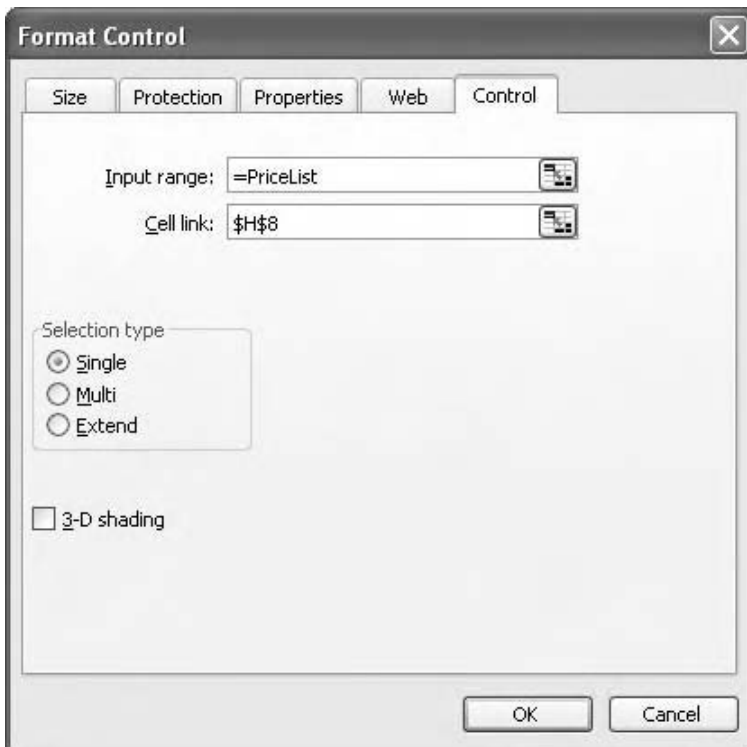 Format Control
Size Protection Properties Web Control
Input range: =PriceList
Cell link: $H$8
Selection type
Single
Multi
Extend
3-D shading
OK Cancel